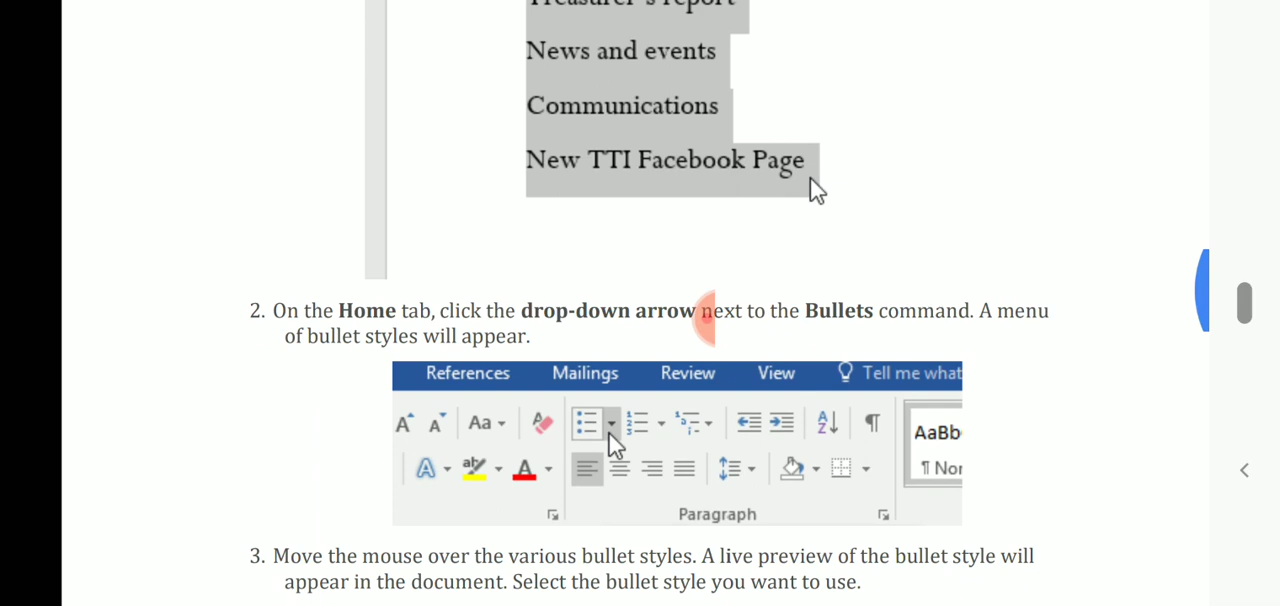 Treasurer's report
News and events
Communications
New TTI Facebook Page
2. On the Home tab, click the drop-down arrow next to the Bullets command. A menu
of bullet styles will appear.
References Mailings Review View Tell me what
A A Aa A AZ ¶ AaBb
A ab A ¶ Nor
Paragraph
3. Move the mouse over the various bullet styles. A live preview of the bullet style will
appear in the document. Select the bullet style you want to use.